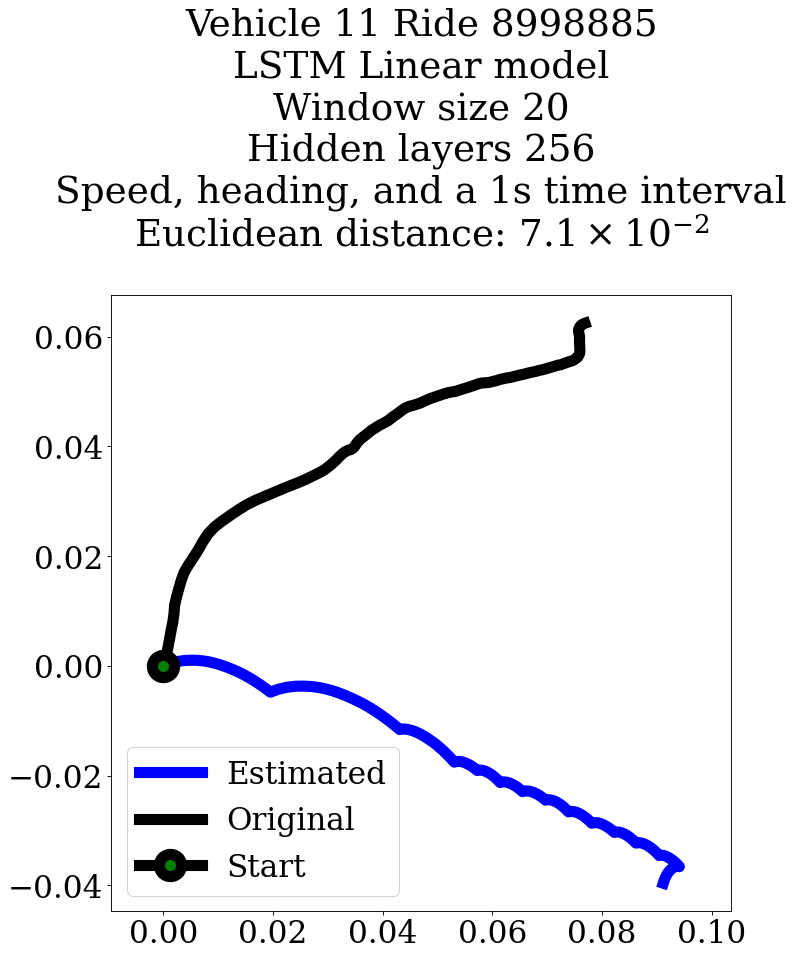 Vehicle 11 Ride 8998885
LSTM Linear model
Window size 20
Hidden layers 256
Speed, heading, and a 1s time interval
Euclidean distance: 7.1 × 10⁻²
0.06
0.04
0.02
0.00
−0.02
−0.04
Estimated
Original
Start
0.00 0.02 0.04 0.06 0.08 0.10